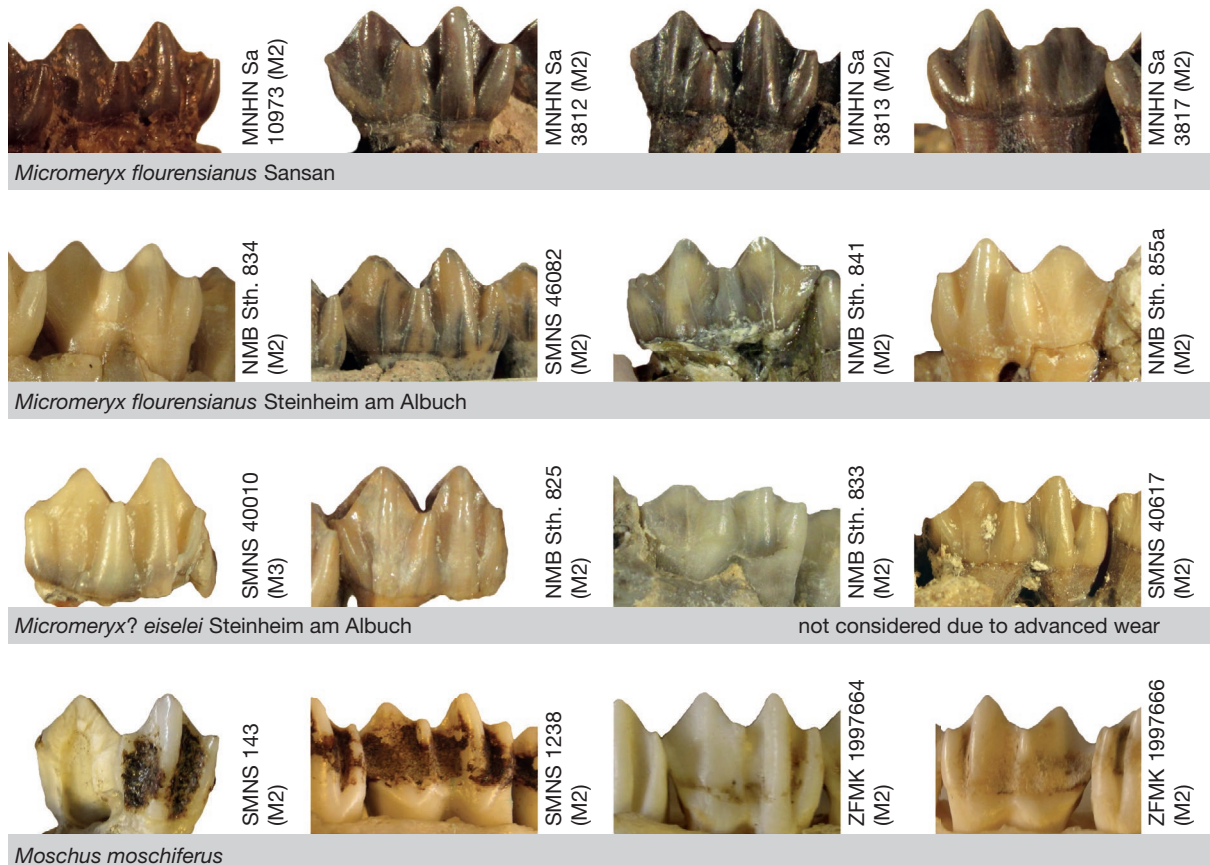 MNHN Sa
10973 (M2)
MNHN Sa
3812 (M2)
MNHN Sa
3813 (M2)
MNHN Sa
3817 (M2)
Micromeryx flourensianus Sansan
NMB Sth. 834
(M2)
SMNS 46082
(M2)
NMB Sth. 841
(M2)
NMB Sth. 855a
(M2)
Micromeryx flourensianus Steinheim am Albuch
SMNS 40010
(M3)
NMB Sth. 825
(M2)
NMB Sth. 833
(M2)
SMNS 40617
(M2)
Micromeryx? eiselei Steinheim am Albuch
not considered due to advanced wear
SMNS 143
(M2)
SMNS 1238
(M2)
ZFMK 1997664
(M2)
ZFMK 1997666
(M2)
Moschus moschiferus